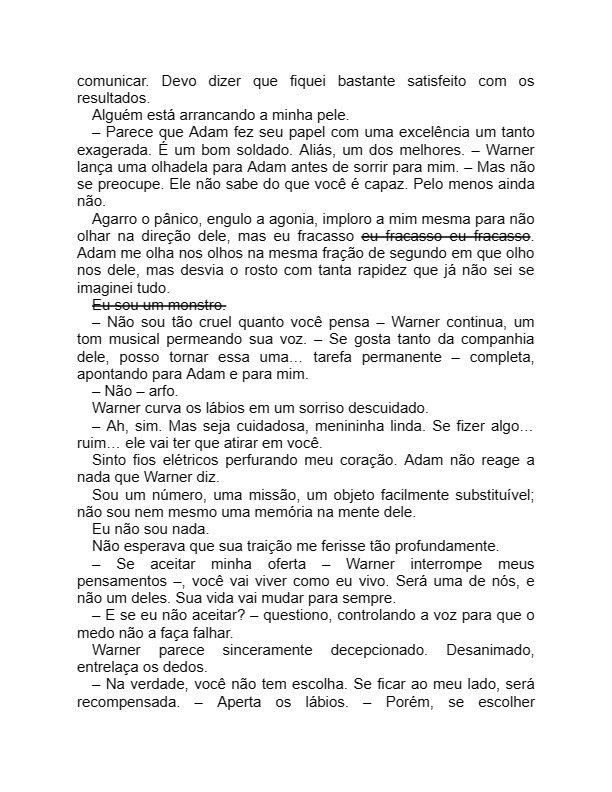 comunicar. Devo dizer que fiquei bastante satisfeito com os
resultados.
Alguém está arrancando a minha pele.
– Parece que Adam fez seu papel com uma excelência um tanto
exagerada. É um bom soldado. Aliás, um dos melhores. – Warner
lança uma olhadela para Adam antes de sorrir para mim. – Mas não
se preocupe. Ele não sabe do que você é capaz. Pelo menos ainda
não.
Agarro o pânico, engulo a agonia, imploro a mim mesma para não
olhar na direção dele, mas eu fracasso eu fracasso eu fracasso.
Adam me olha nos olhos na mesma fração de segundo em que olho
nos dele, mas desvia o rosto com tanta rapidez que já não sei se
imaginei tudo.
Eu sou um monstro.
– Não sou tão cruel quanto você pensa – Warner continua, um
tom musical permeando sua voz. – Se gosta tanto da companhia
dele, posso tornar essa uma… tarefa permanente – completa,
apontando para Adam e para mim.
– Não – arfo.
Warner curva os lábios em um sorriso descuidado.
– Ah, sim. Mas seja cuidadosa, menininha linda. Se fizer algo…
ruim… ele vai ter que atirar em você.
Sinto fios elétricos perfurando meu coração. Adam não reage a
nada que Warner diz.
Sou um número, uma missão, um objeto facilmente substituível;
não sou nem mesmo uma memória na mente dele.
Eu não sou nada.
Não esperava que sua traição me ferisse tão profundamente.
– Se aceitar minha oferta – Warner interrompe meus
pensamentos –, você vai viver como eu vivo. Será uma de nós, e
não um deles. Sua vida vai mudar para sempre.
– E se eu não aceitar? – questiono, controlando a voz para que o
medo não a faça falhar.
Warner parece sinceramente decepcionado. Desanimado,
entrelaça os dedos.
– Na verdade, você não tem escolha. Se ficar ao meu lado, será
recompensada. – Aperta os lábios. – Porém, se escolher